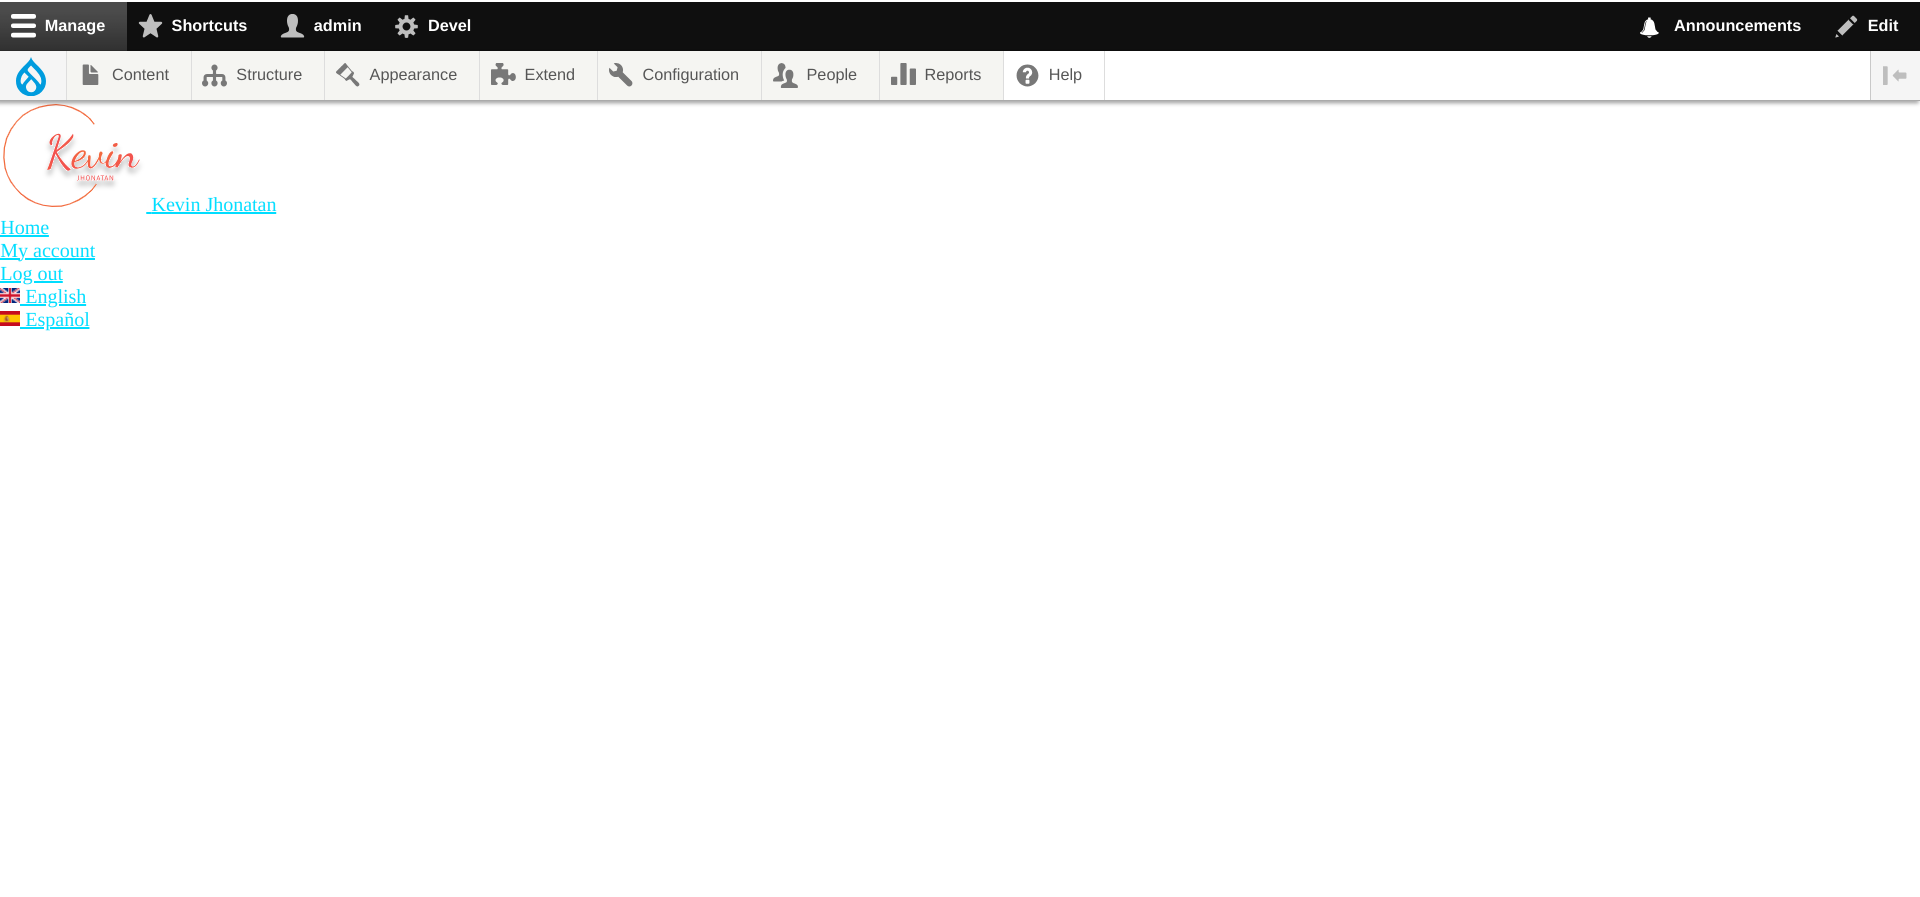 Manage Shortcuts admin Devel Announcements Edit
Content Structure Appearance Extend Configuration People Reports Help
Kevin
JHONATAN
Kevin Jhonatan
Home
My account
Log out
English
Español